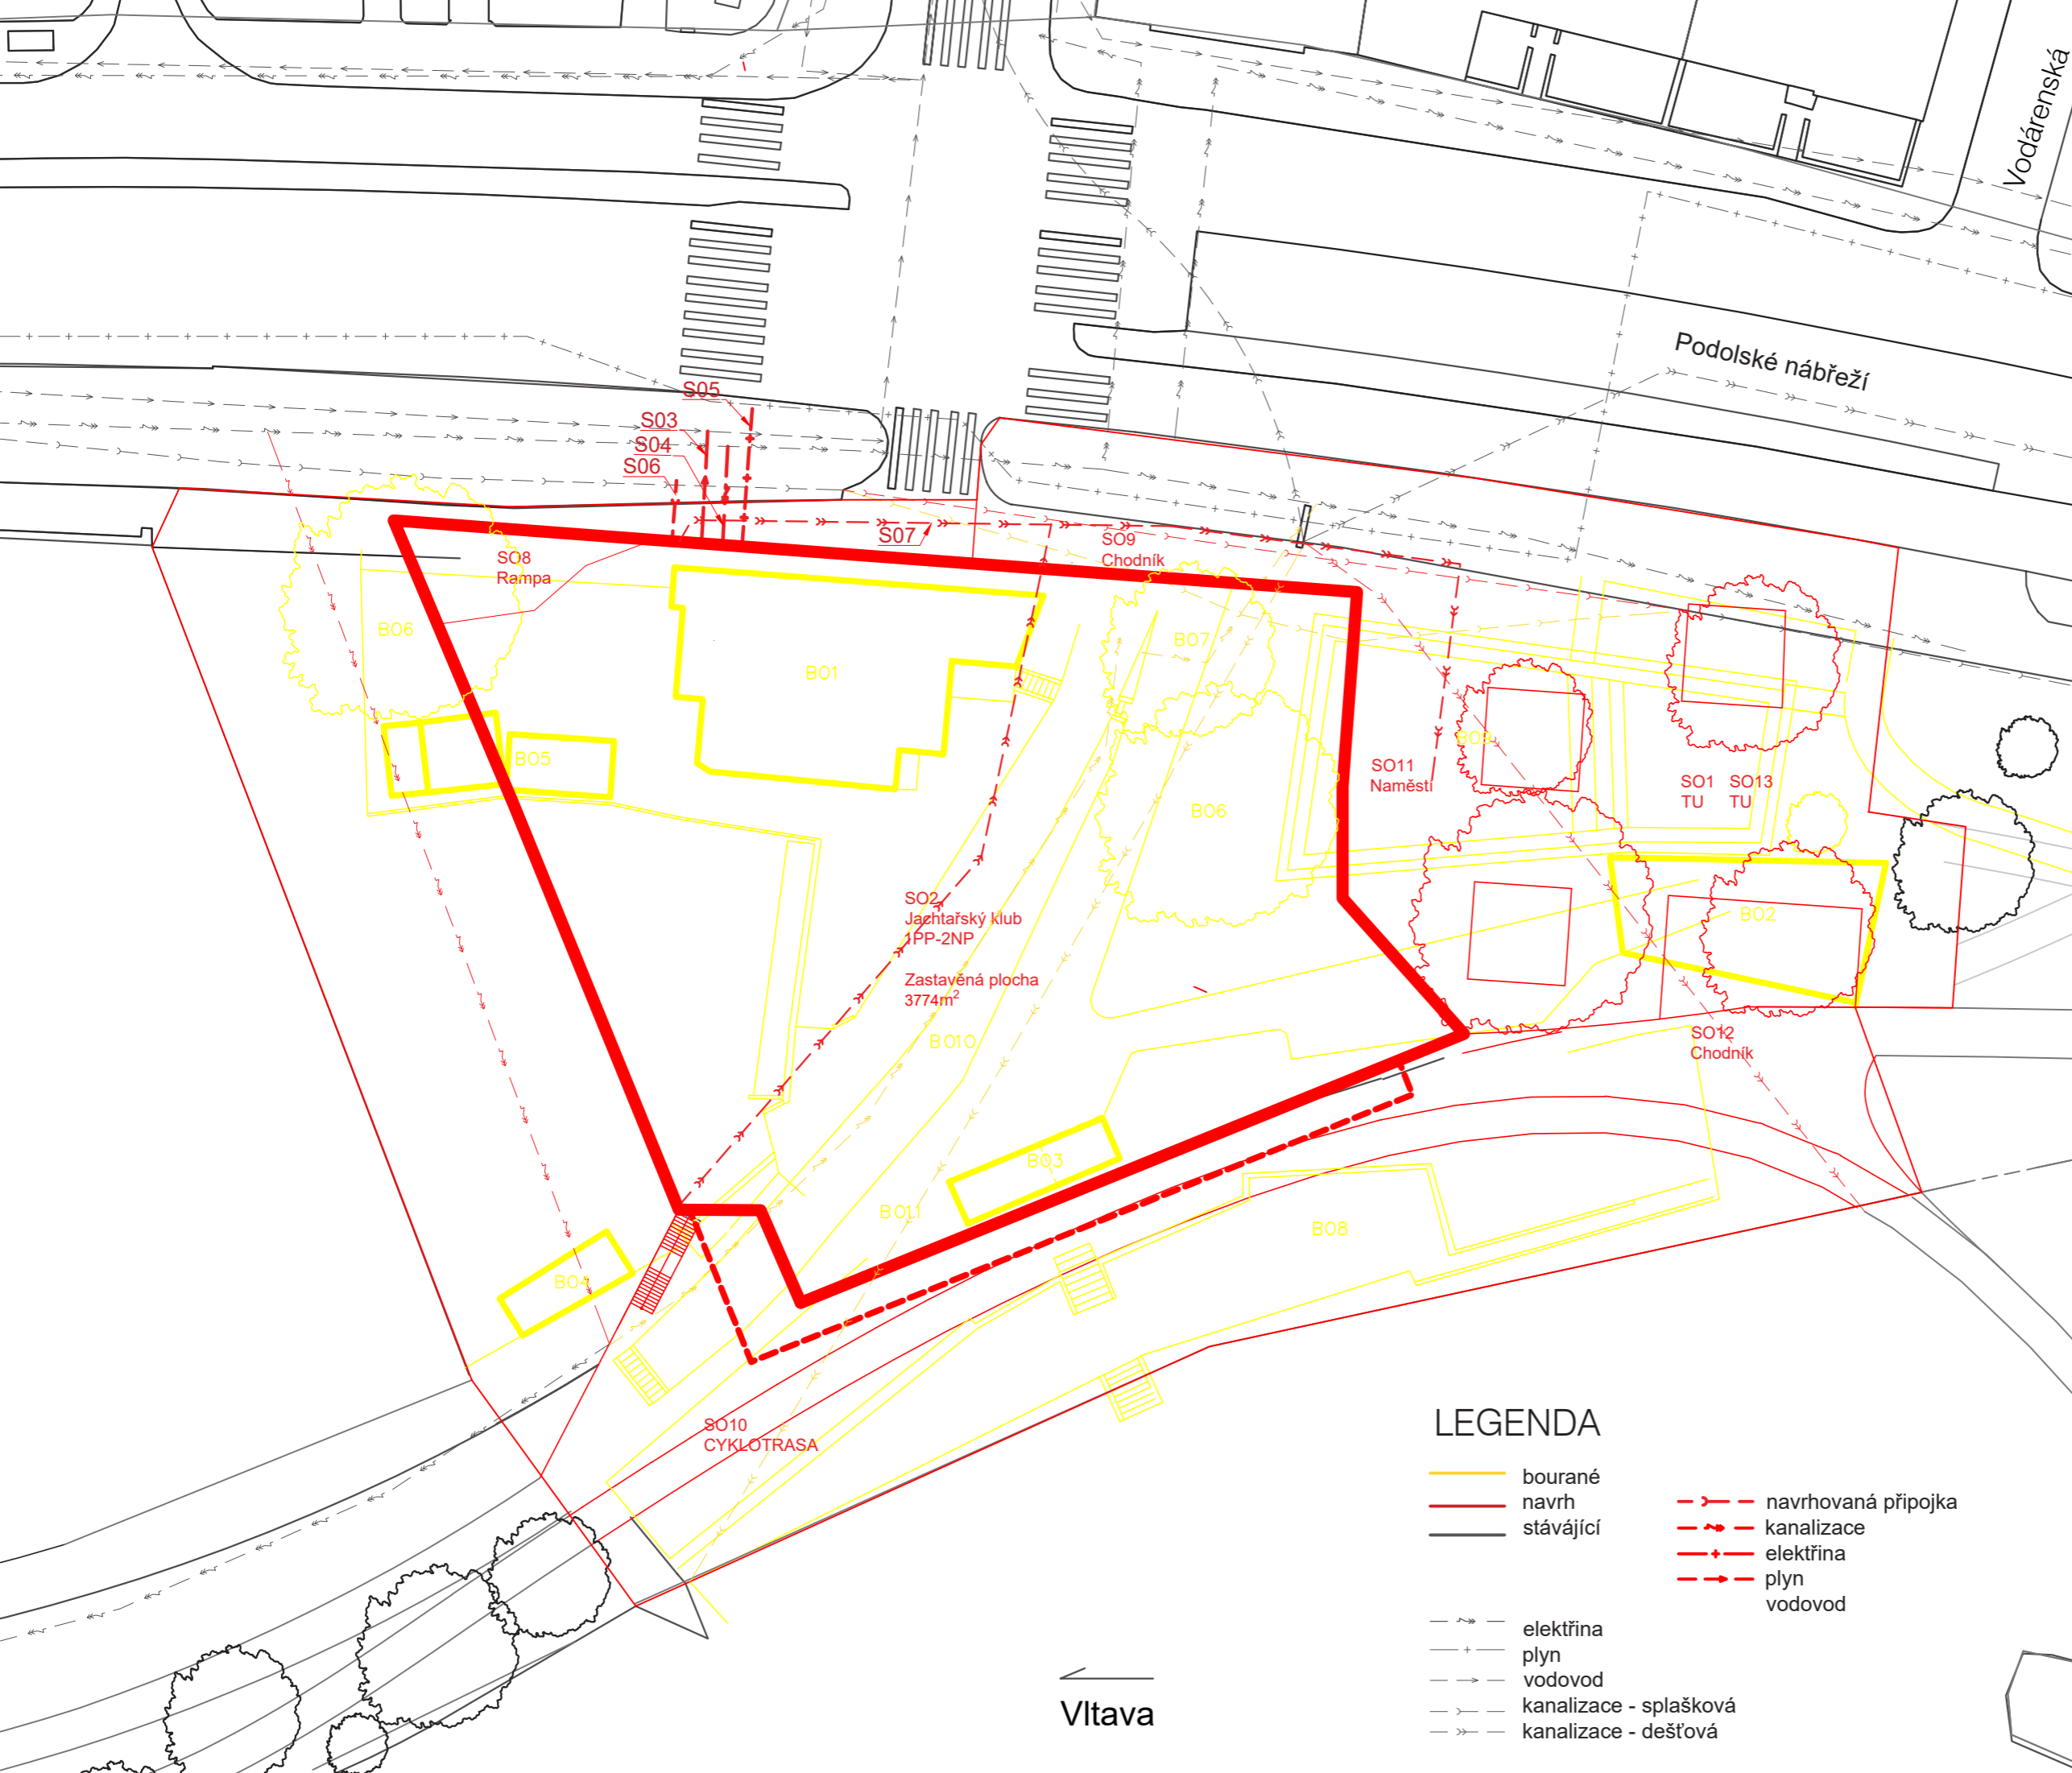 Vodárenská
Podolské nábřeží
S05
S03
S04
S06
S07
SO8
Rampa
SO9
Chodník
B06
B01
B07
B05
B06
SO11
Naměstí
B09
SO1 SO13
TU TU
SO2
Jachtařský klub
1PP-2NP
Zastavěná plocha
3774m²
B02
B010
SO12
Chodník
B03
B011
B08
B04
SO10
CYKLOTRASA
LEGENDA
bourané
navrh
stávájící
navrhovaná připojka
kanalizace
elektřina
plyn
vodovod
elektřina
plyn
vodovod
kanalizace - splašková
kanalizace - dešťová
Vltava